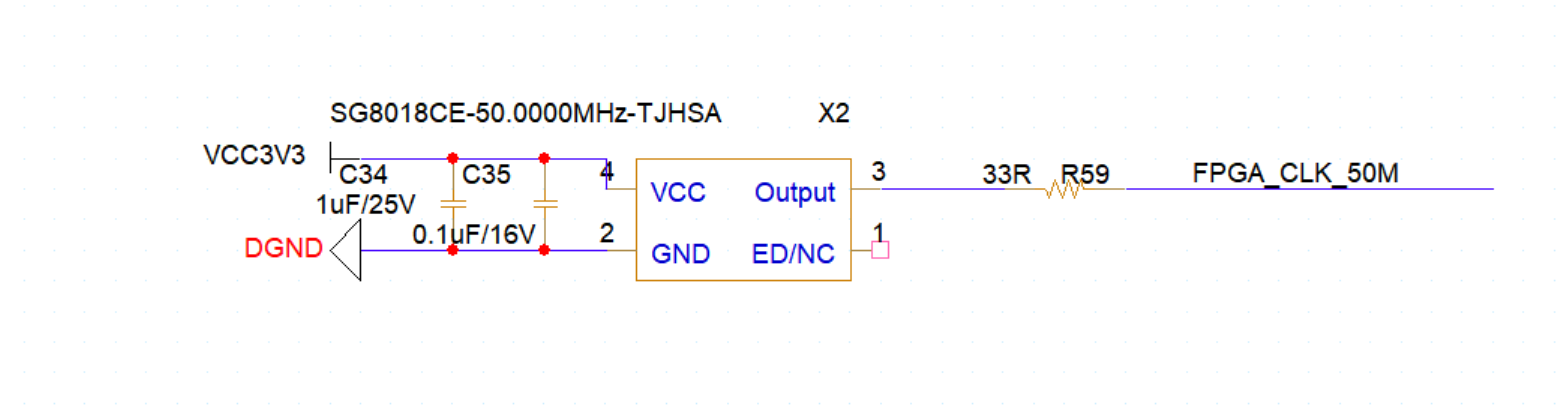 SG8018CE-50.0000MHz-TJHSA X2
VCC3V3
C34 C35
1uF/25V
0.1uF/16V
DGND
4 VCC
2 GND
Output 3
ED/NC 1
33R R59
FPGA_CLK_50M